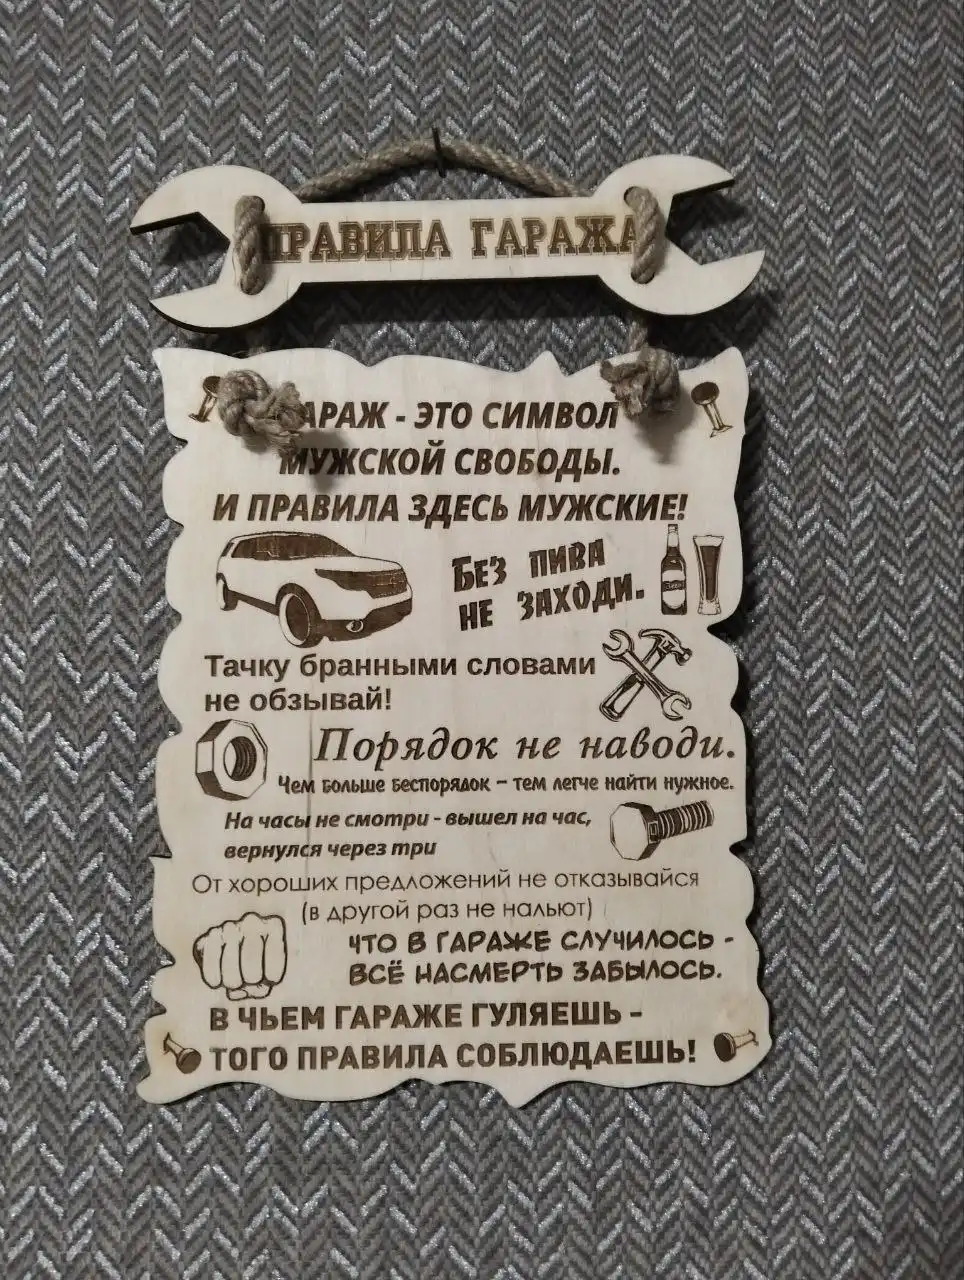 ПРАВИЛА ГАРАЖА
ГАРАЖ - ЭТО СИМВОЛ
МУЖСКОЙ СВОБОДЫ.
И ПРАВИЛА ЗДЕСЬ МУЖСКИЕ!
БЕЗ ПИВА
НЕ ЗАХОДИ.
Beer
Тачку бранными словами
не обзывай!
Порядок не наводи.
Чем больше беспорядок – тем легче найти нужное.
На часы не смотри - вышел на час,
вернулся через три
От хороших предложений не отказывайся
(в другой раз не нальют)
ЧТО В ГАРАЖЕ СЛУЧИЛОСЬ -
ВСЁ НАСМЕРТЬ ЗАБЫЛОСЬ.
В ЧЬЕМ ГАРАЖЕ ГУЛЯЕШЬ -
ТОГО ПРАВИЛА СОБЛЮДАЕШЬ!